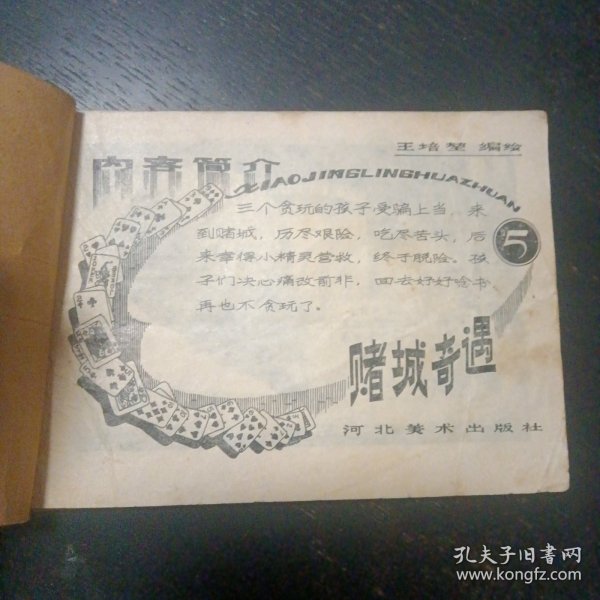 王培堃 编绘
内容简介
XIAOJINGLINGHUAZHUAN
三个贪玩的孩子受骗上当，来
到赌城，历尽艰险，吃尽苦头，后
来幸得小精灵营救，终于脱险。孩
子们决心痛改前非，回去好好念书，
再也不贪玩了。
5
赌城奇遇
河北美术出版社
孔夫子旧书网
www.kongfz.com